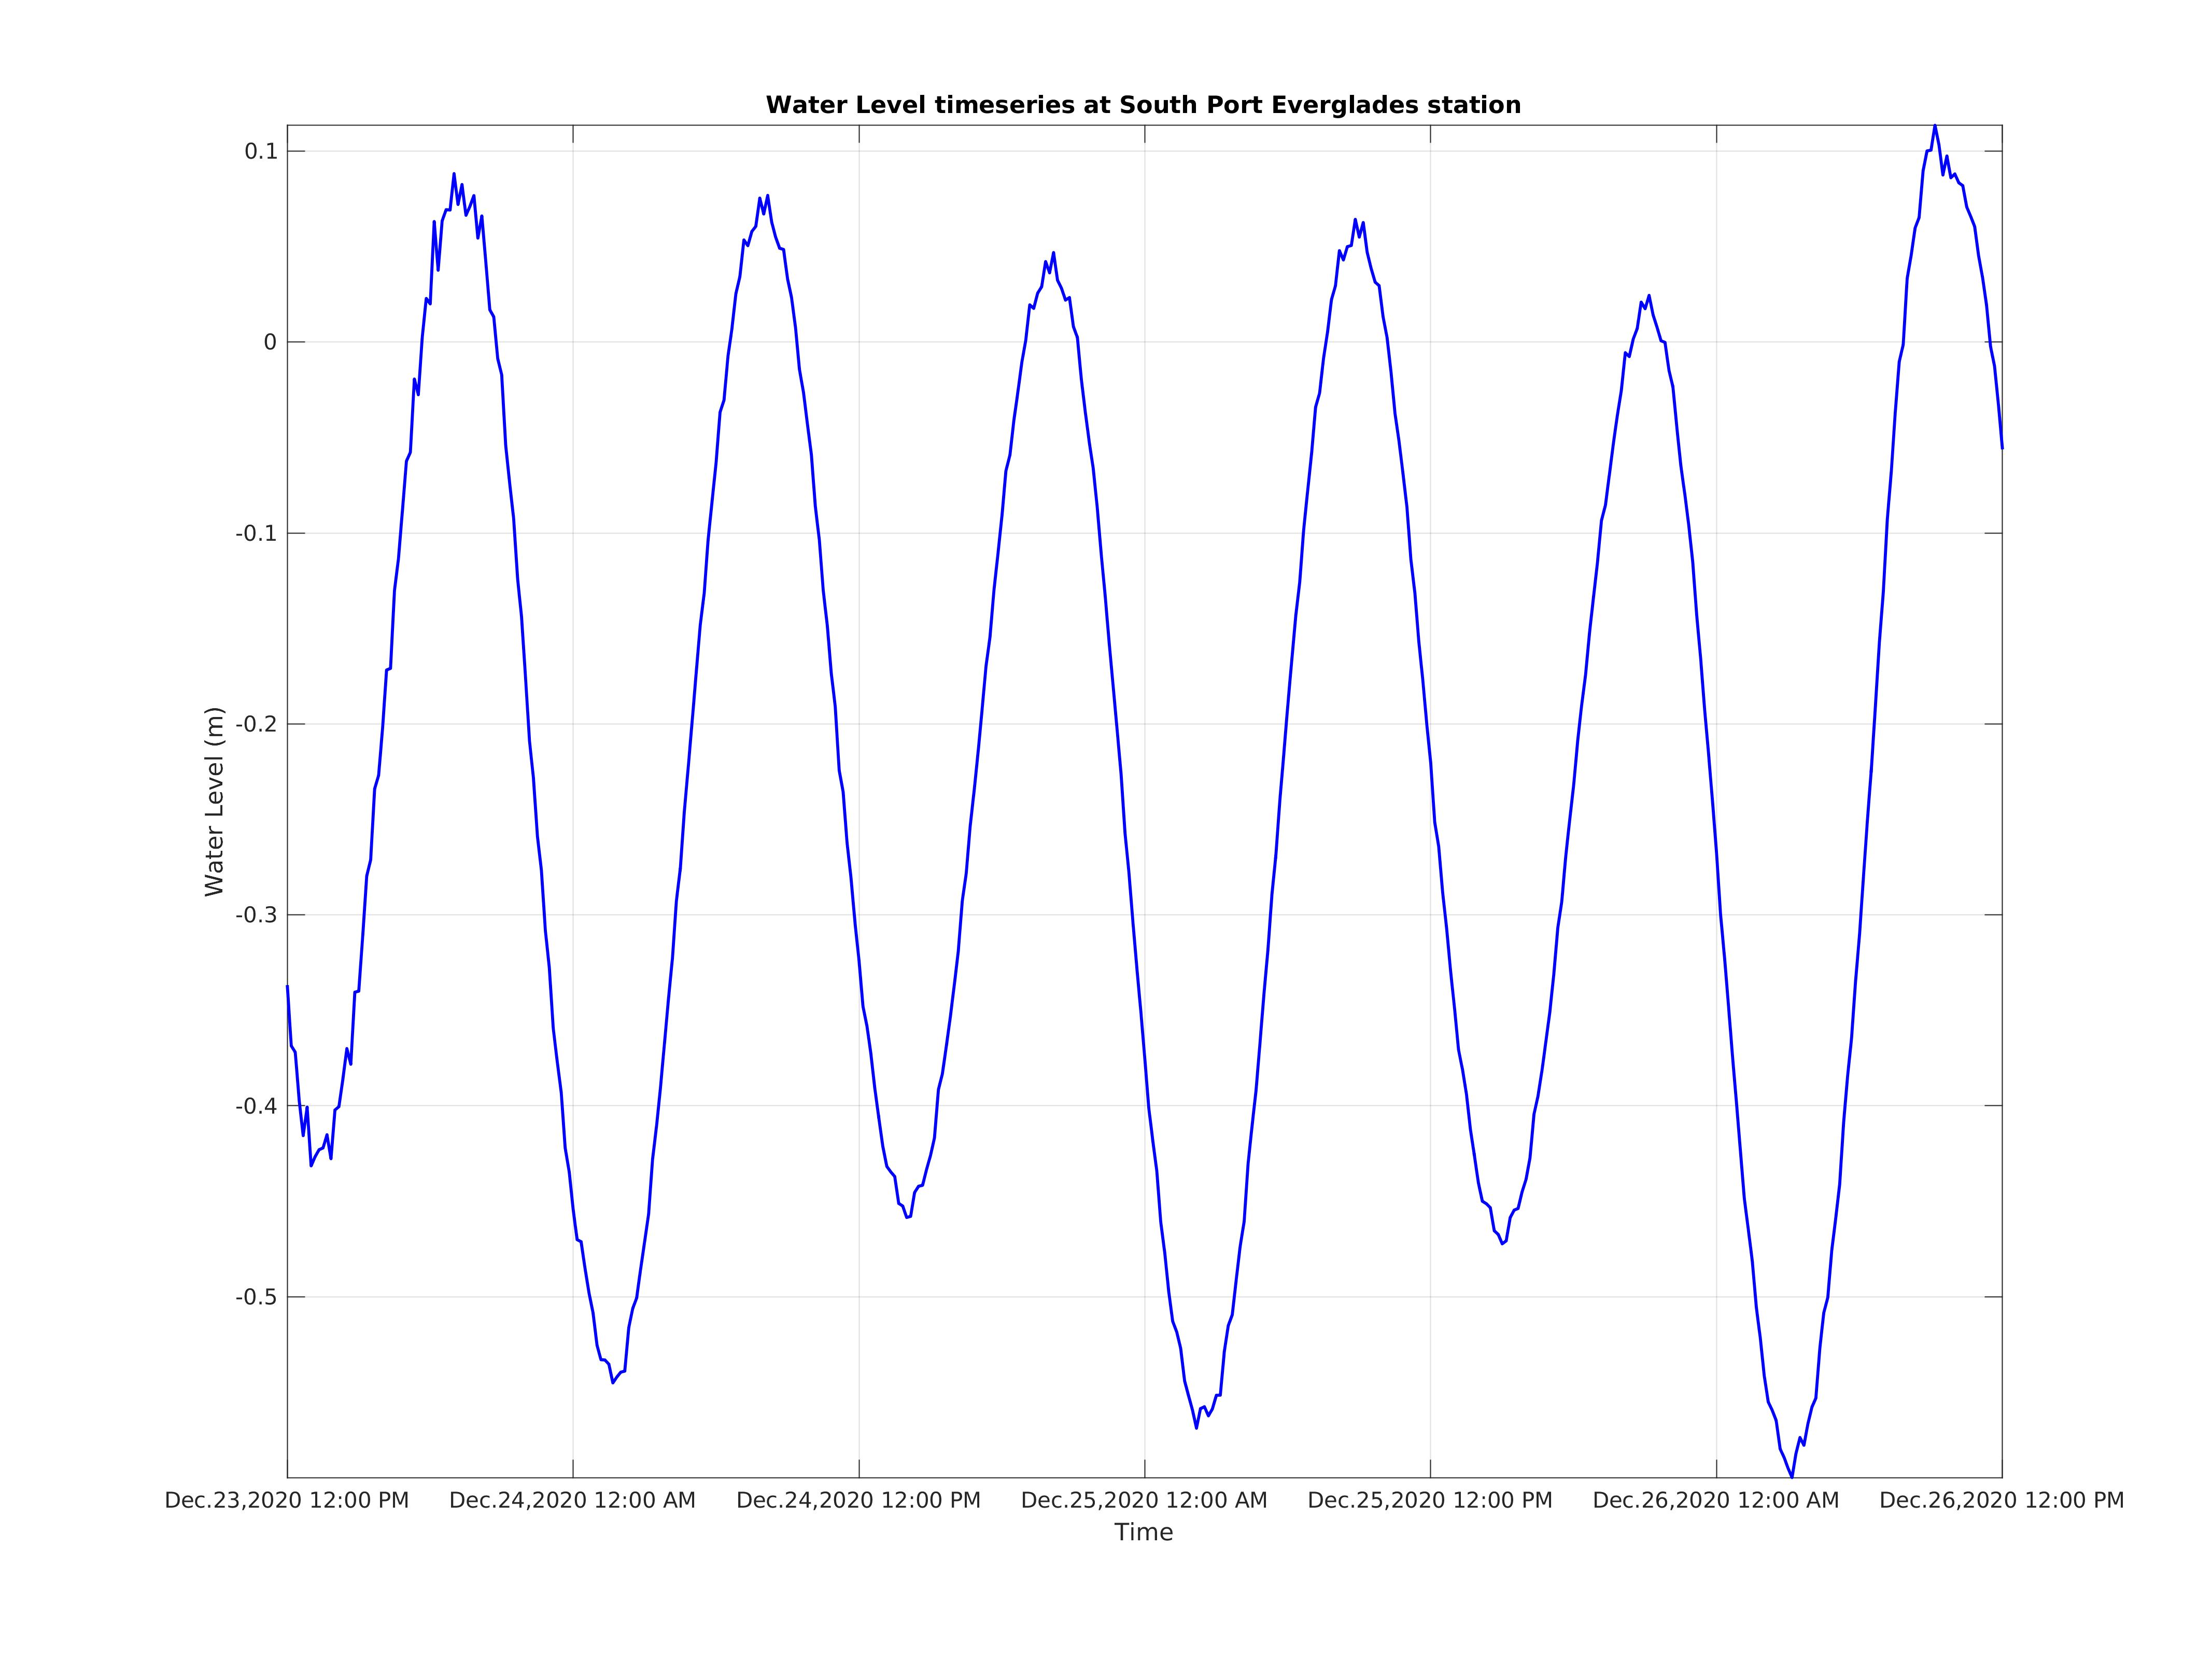 Water Level timeseries at South Port Everglades station
0.1
0
-0.1
-0.2
-0.3
-0.4
-0.5
Water Level (m)
Dec.23,2020 12:00 PM
Dec.24,2020 12:00 AM
Dec.24,2020 12:00 PM
Dec.25,2020 12:00 AM
Dec.25,2020 12:00 PM
Dec.26,2020 12:00 AM
Dec.26,2020 12:00 PM
Time